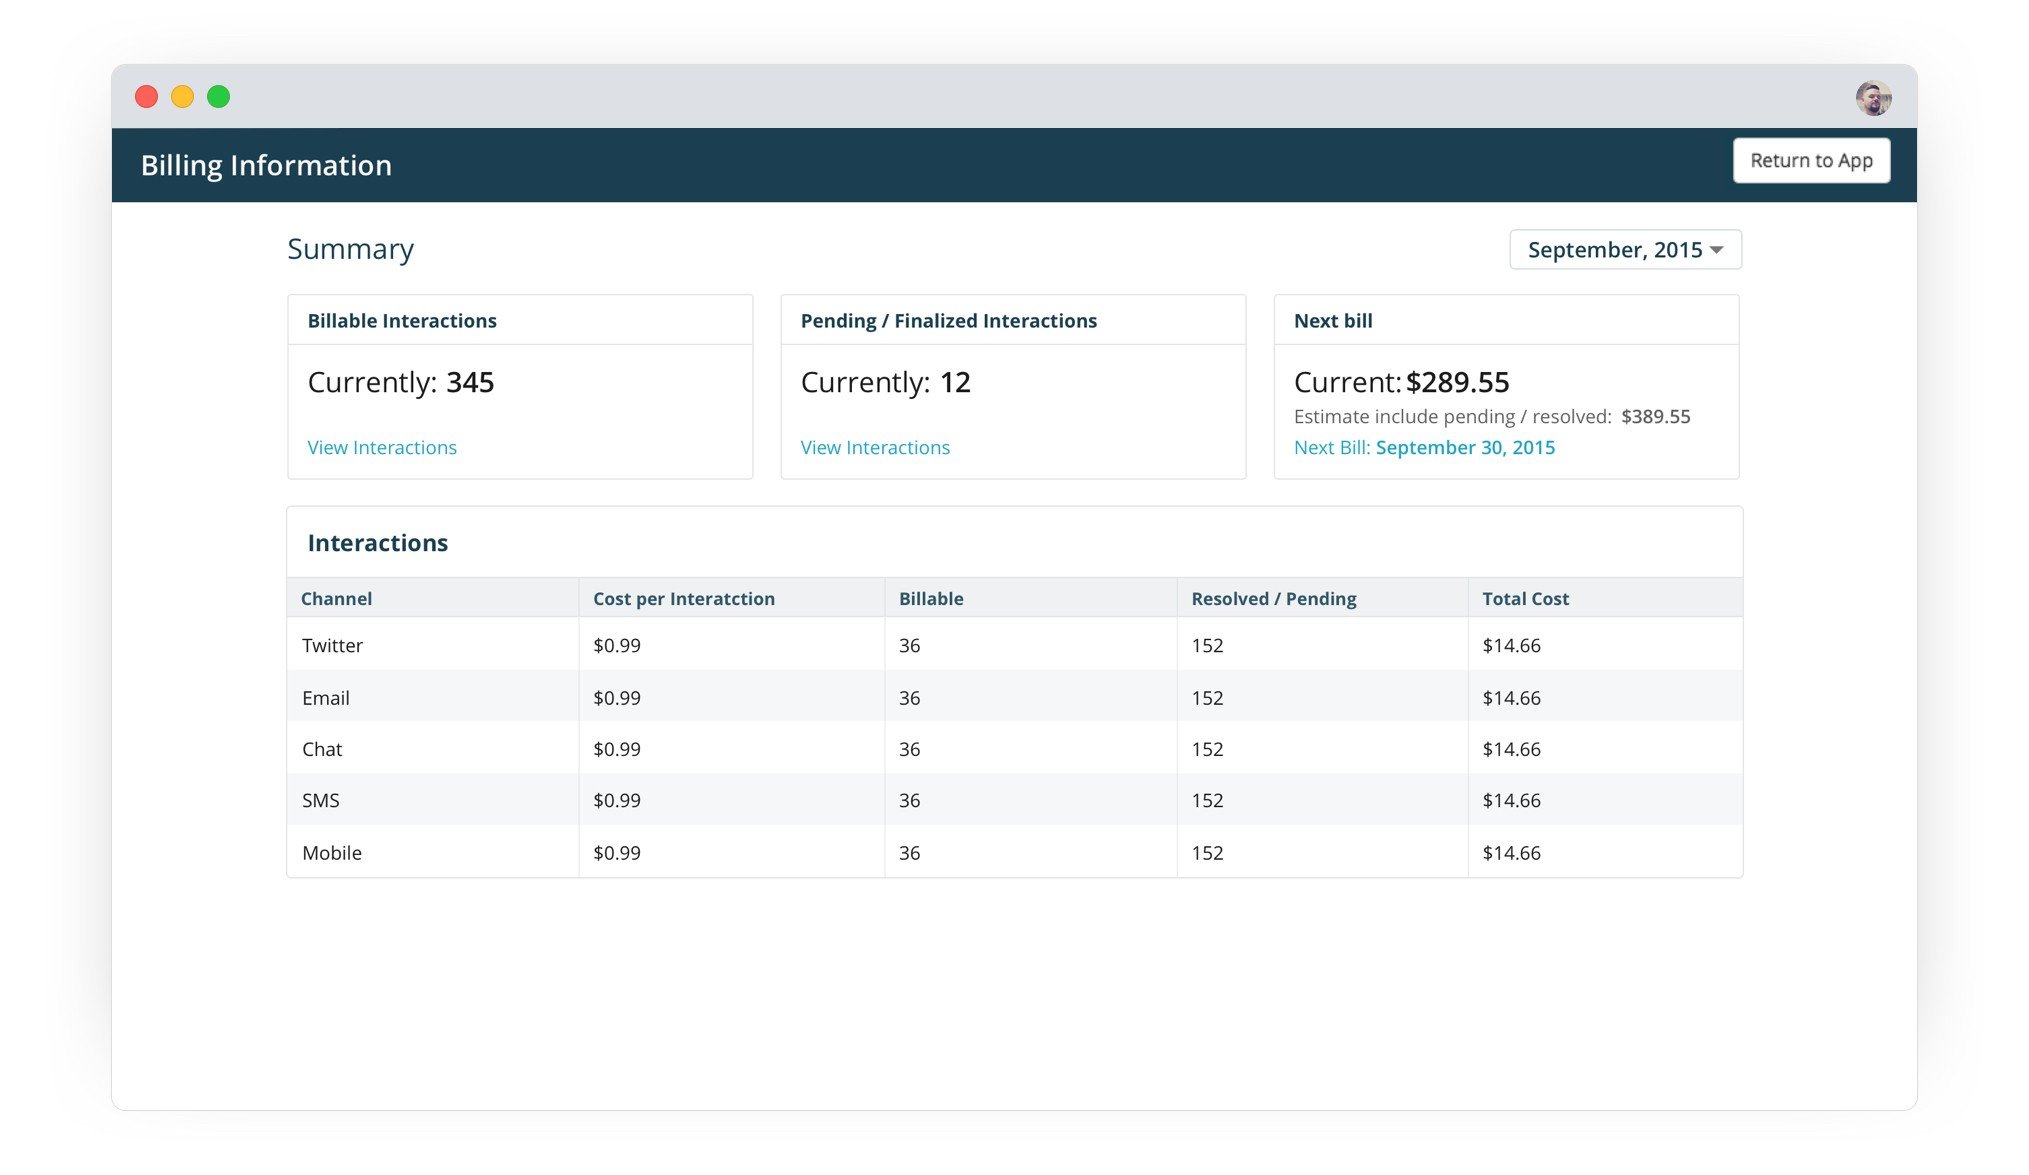 Billing Information
Return to App
Summary
September, 2015
Billable Interactions
Currently: 345
View Interactions
Pending / Finalized Interactions
Currently: 12
View Interactions
Next bill
Current: $289.55
Estimate include pending / resolved: $389.55
Next Bill: September 30, 2015
Interactions
Channel Cost per Interatction Billable Resolved / Pending Total Cost
Twitter $0.99 36 152 $14.66
Email $0.99 36 152 $14.66
Chat $0.99 36 152 $14.66
SMS $0.99 36 152 $14.66
Mobile $0.99 36 152 $14.66